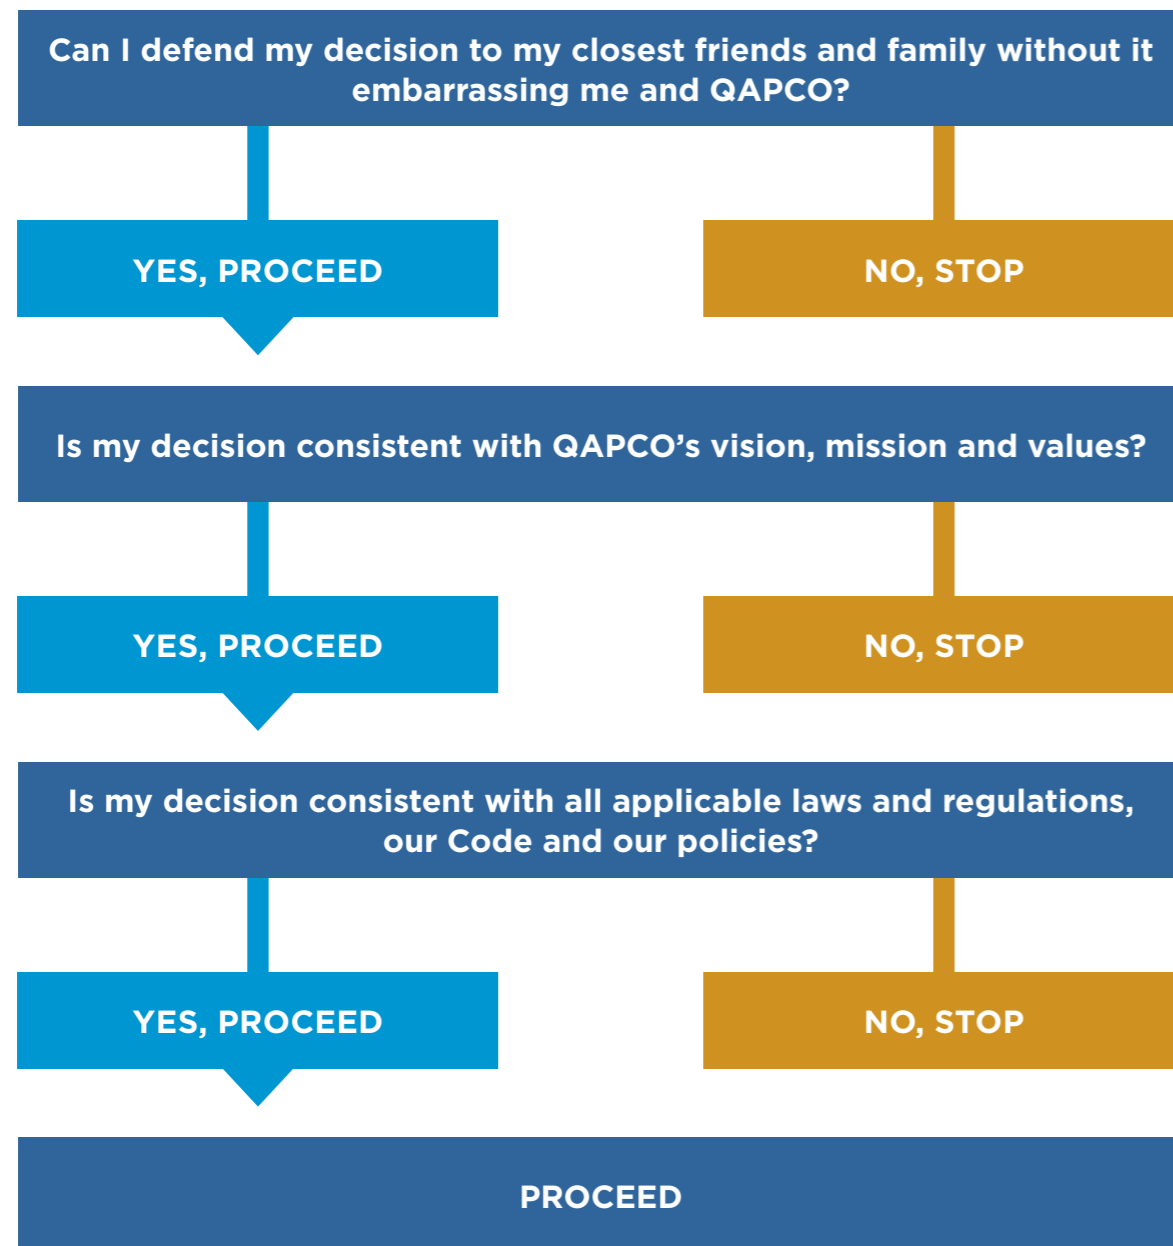 Can I defend my decision to my closest friends and family without it
embarrassing me and QAPCO?
YES, PROCEED
NO, STOP
Is my decision consistent with QAPCO’s vision, mission and values?
YES, PROCEED
NO, STOP
Is my decision consistent with all applicable laws and regulations,
our Code and our policies?
YES, PROCEED
NO, STOP
PROCEED